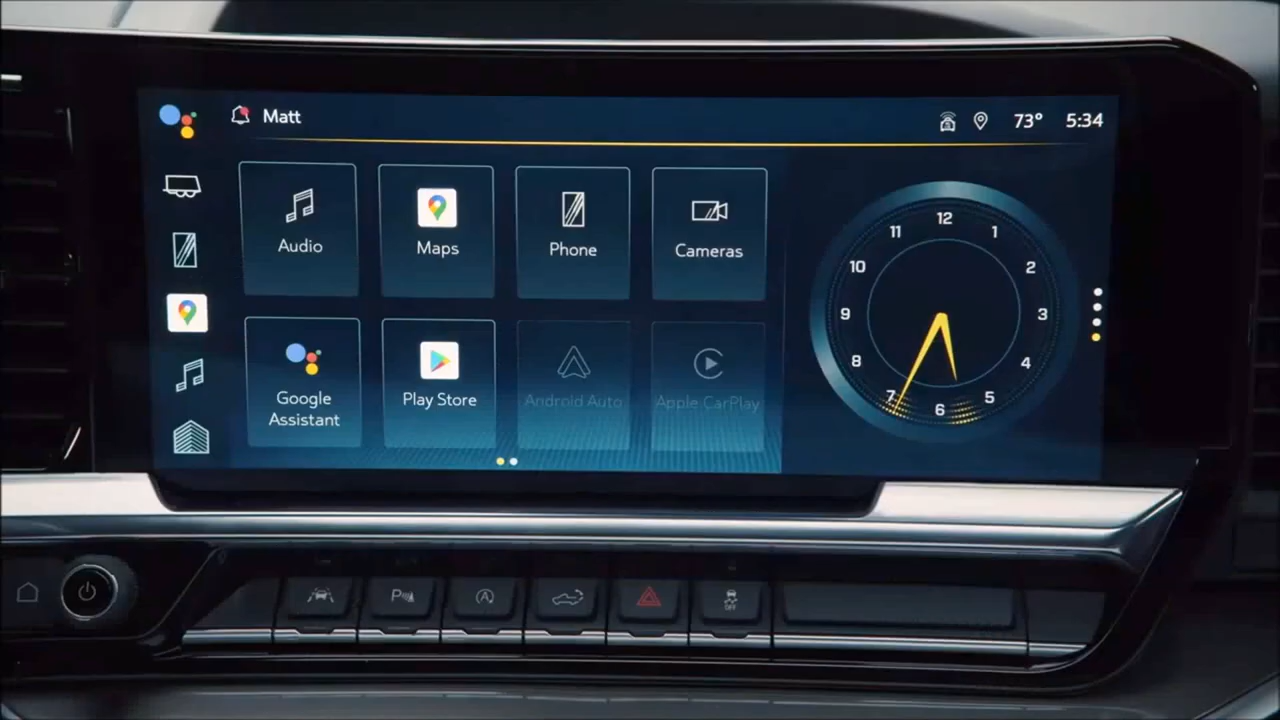 Matt
73° 5:34
Audio
Maps
Phone
Cameras
Google
Assistant
Play Store
Android Auto
Apple CarPlay
12
1
2
3
4
5
6
7
8
9
10
11
P
A
OFF